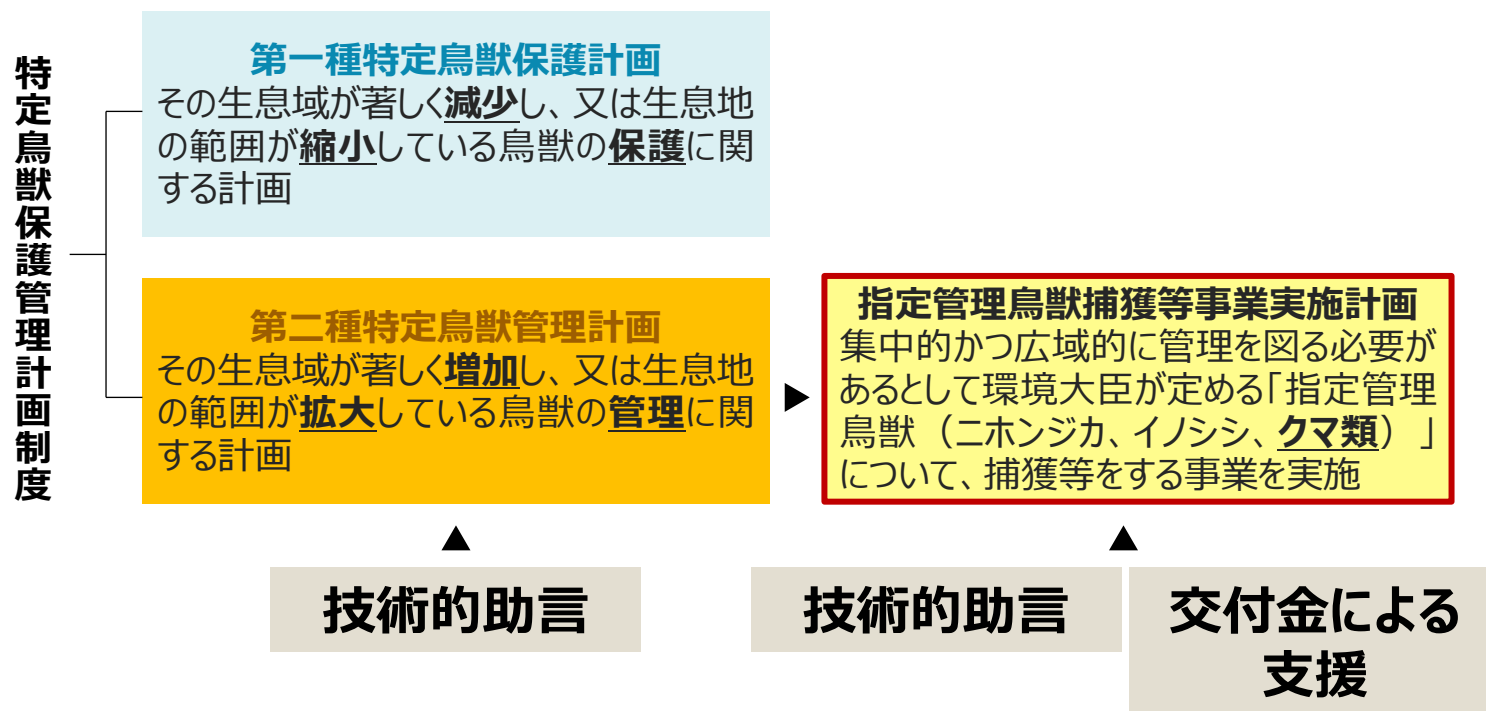 特定鳥獣保護管理計画制度
第一種特定鳥獣保護計画
その生息域が著しく減少し、又は生息地
の範囲が縮小している鳥獣の保護に関
する計画
第二種特定鳥獣管理計画
その生息域が著しく増加し、又は生息地
の範囲が拡大している鳥獣の管理に関
する計画
指定管理鳥獣捕獲等事業実施計画
集中的かつ広域的に管理を図る必要が
あるとして環境大臣が定める「指定管理
鳥獣（ニホンジカ、イノシシ、クマ類）」
について、捕獲等をする事業を実施
技術的助言
技術的助言
交付金による
支援